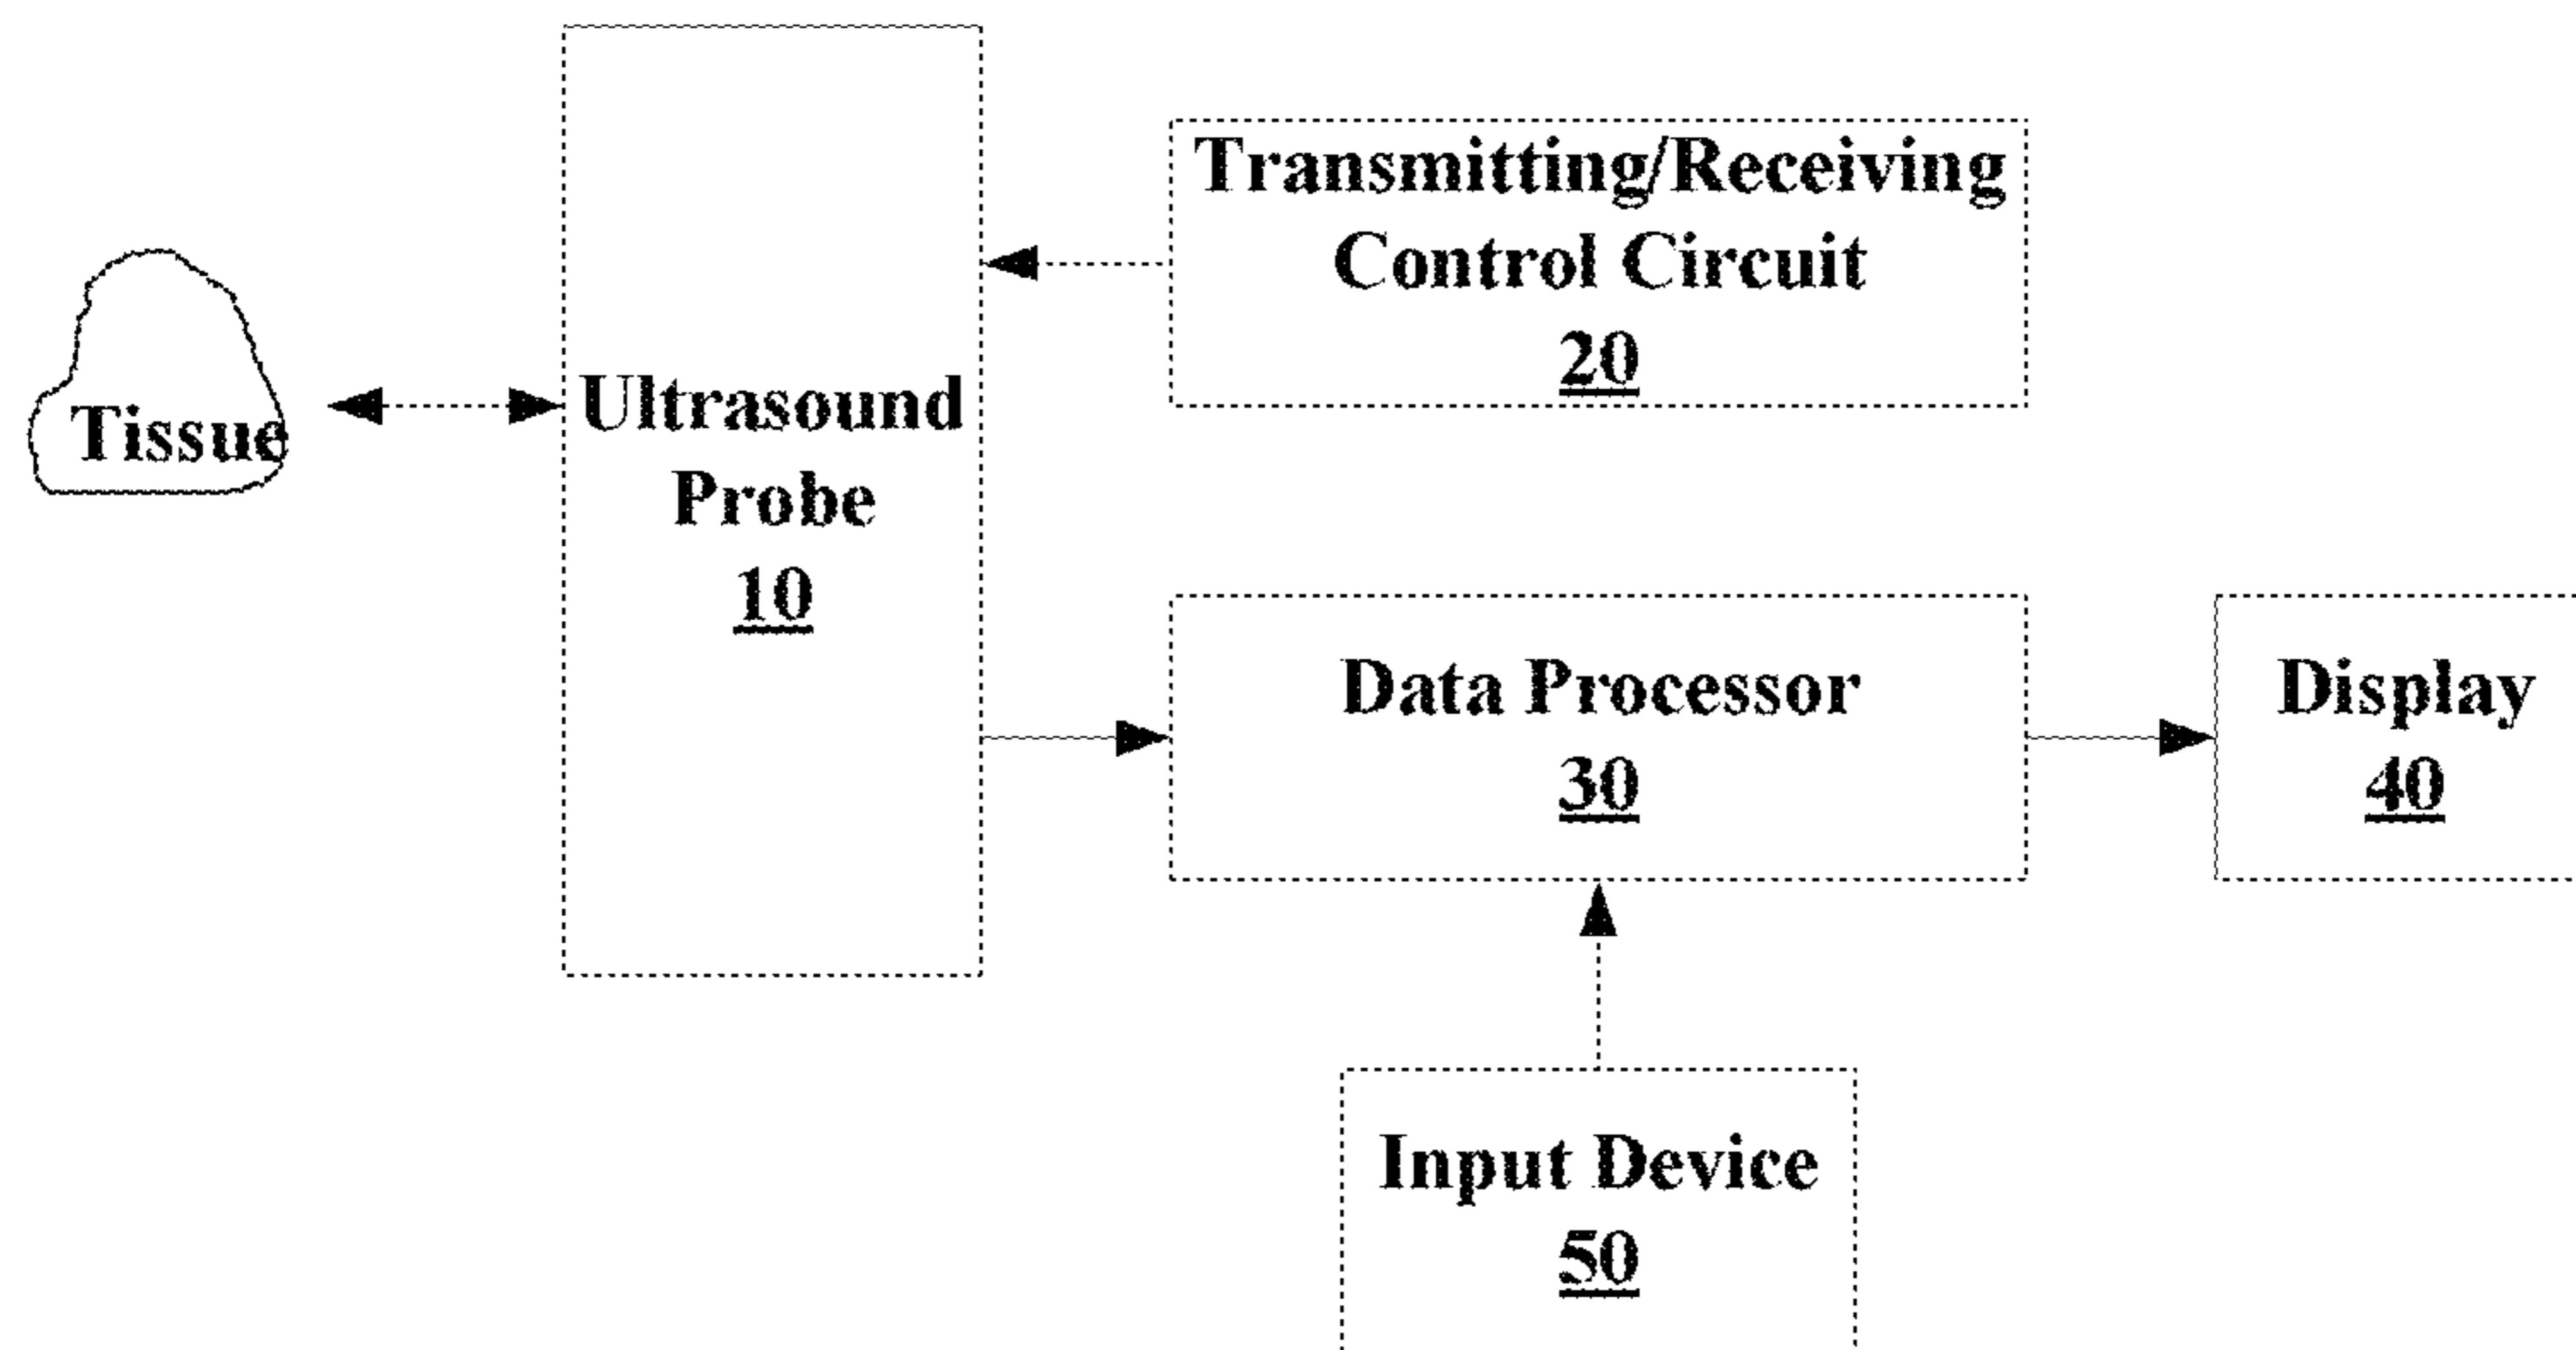 Transmitting/Receiving
Control Circuit
20
Tissue
Ultrasound
Probe
10
Data Processor
30
Display
40
Input Device
50